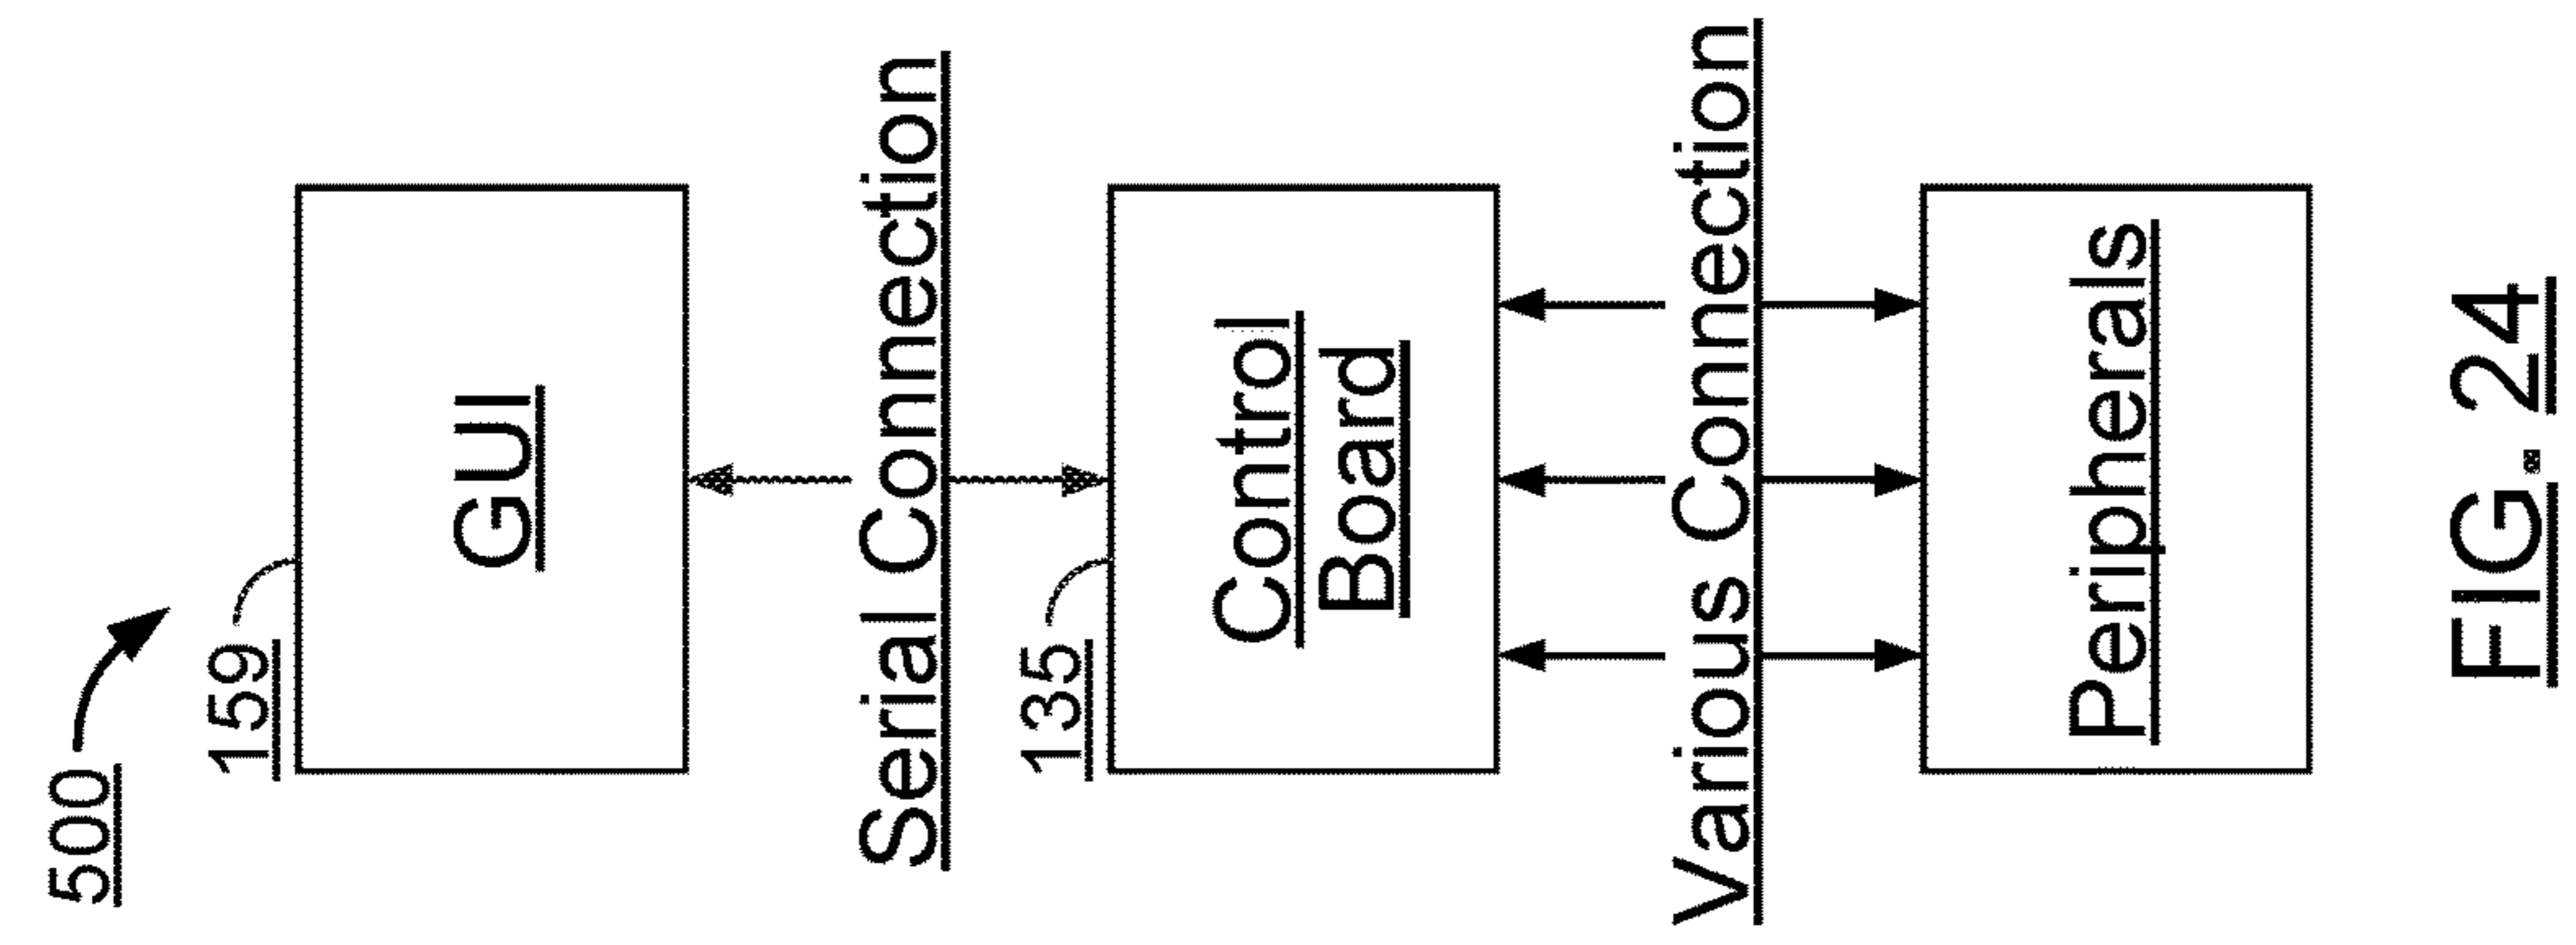 500
159
GUI
Serial Connection
135
Control
Board
Various Connection
Peripherals
FIG. 24